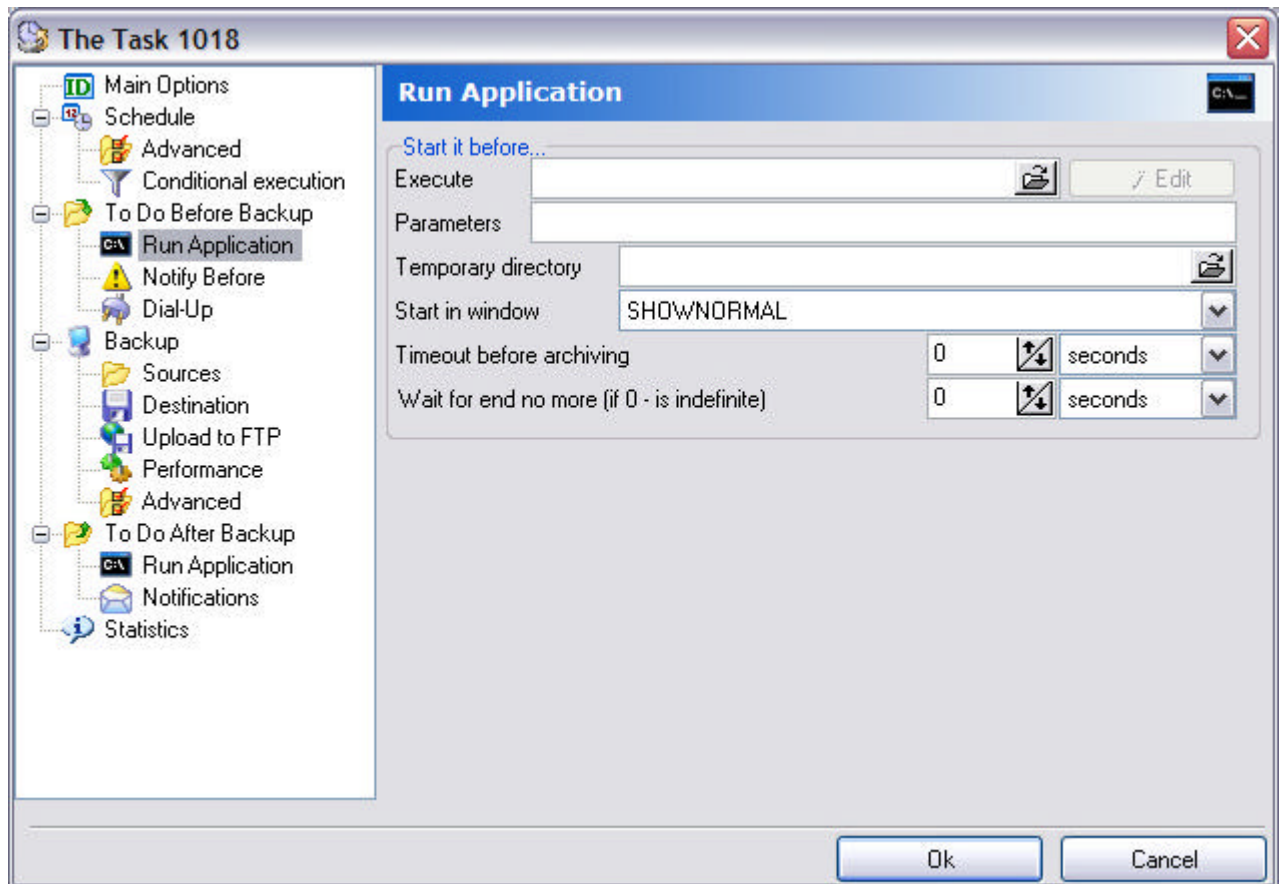 The Task 1018
ID Main Options
12 Schedule
Advanced
Conditional execution
To Do Before Backup
C:\ Run Application
Notify Before
Dial-Up
Backup
Sources
Destination
Upload to FTP
Performance
Advanced
To Do After Backup
C:\ Run Application
Notifications
Statistics
Run Application
C:\_
Start it before...
Execute Edit
Parameters
Temporary directory
Start in window SHOWNORMAL
Timeout before archiving 0 seconds
Wait for end no more (if 0 - is indefinite) 0 seconds
Ok Cancel